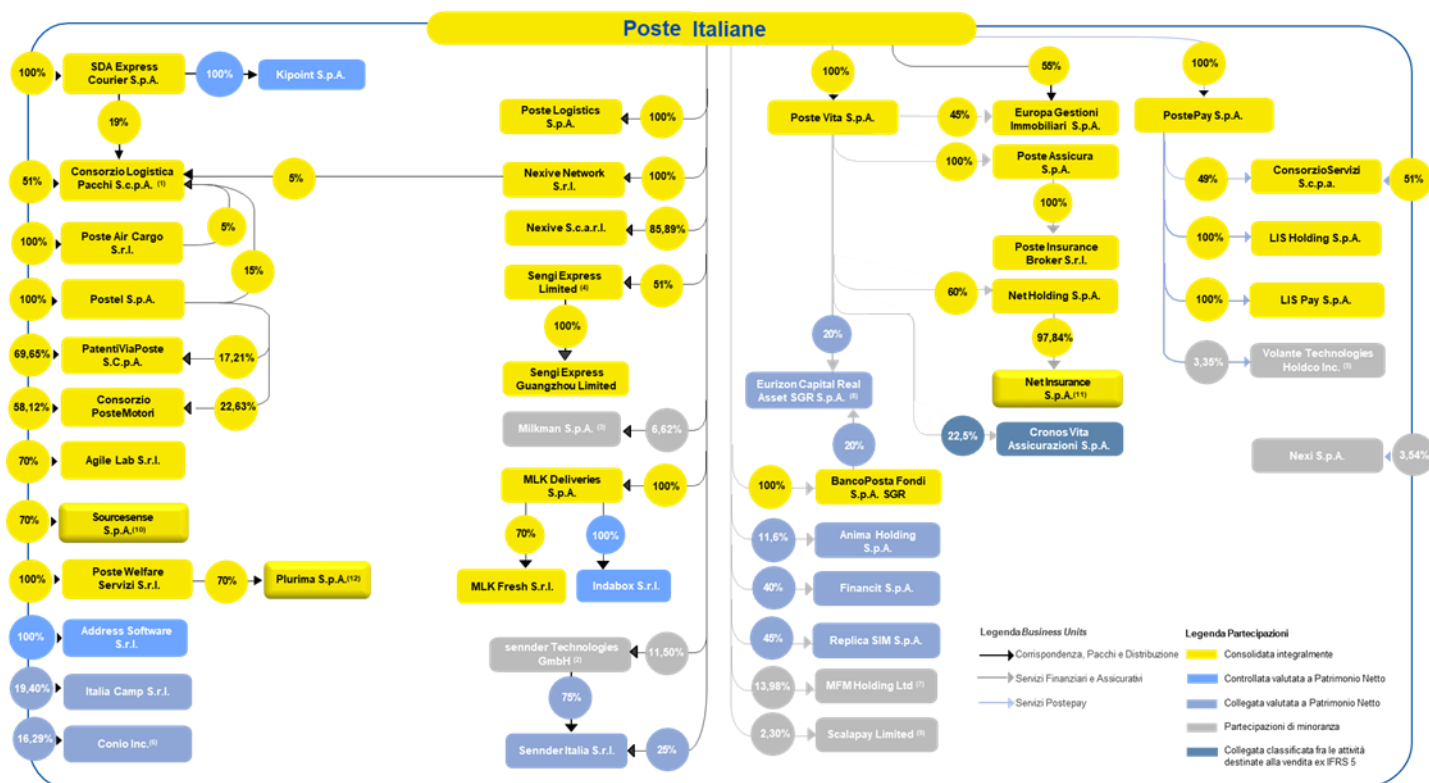 Poste Italiane
100%
SDA Express
Courier S.p.A.
100%
Kipoint S.p.A.
19%
51%
Consorzio Logistica
Pacchi S.c.p.A. (1)
5%
100%
Poste Air Cargo
S.r.l.
5%
15%
100%
Postel S.p.A.
69,65%
PatentiViaPoste
S.C.p.A.
17,21%
58,12%
Consorzio
PosteMotori
22,63%
70%
Agile Lab S.r.l.
70%
Sourcesense
S.p.A.(10)
100%
Poste Welfare
Servizi S.r.l.
70%
Plurima S.p.A.(12)
100%
Address Software
S.r.l.
19,40%
Italia Camp S.r.l.
16,29%
Conio Inc.(6)
Poste Logistics
S.p.A.
100%
Nexive Network
S.r.l.
100%
Nexive S.c.a.r.l.
85,89%
Sengi Express
Limited (4)
51%
100%
Sengi Express
Guangzhou Limited
Milkman S.p.A. (3)
6,62%
MLK Deliveries
S.p.A.
100%
70%
100%
MLK Fresh S.r.l.
Indabox S.r.l.
sennder Technologies
GmbH (2)
11,50%
75%
Sennder Italia S.r.l.
25%
100%
Poste Vita S.p.A.
45%
55%
Europa Gestioni
Immobiliari S.p.A.
100%
Poste Assicura
S.p.A.
100%
Poste Insurance
Broker S.r.l.
60%
Net Holding S.p.A.
97,84%
Net Insurance
S.p.A.(11)
20%
Eurizon Capital Real
Asset SGR S.p.A. (8)
20%
22,5%
Cronos Vita
Assicurazioni S.p.A.
100%
BancoPosta Fondi
S.p.A. SGR
11,6%
Anima Holding
S.p.A.
40%
Financit S.p.A.
45%
Replica SIM S.p.A.
13,98%
MFM Holding Ltd (7)
2,30%
Scalapay Limited (9)
100%
PostePay S.p.A.
49%
ConsorzioServizi
S.c.p.a.
51%
100%
LIS Holding S.p.A.
100%
LIS Pay S.p.A.
3,35%
Volante Technologies
Holdco Inc. (5)
Nexi S.p.A.
3,54%
Legenda Business Units
Corrispondenza, Pacchi e Distribuzione
Servizi Finanziari e Assicurativi
Servizi Postepay
Legenda Partecipazioni
Consolidata integralmente
Controllata valutata a Patrimonio Netto
Collegata valutata a Patrimonio Netto
Partecipazioni di minoranza
Collegata classificata fra le attività
destinate alla vendita ex IFRS 5